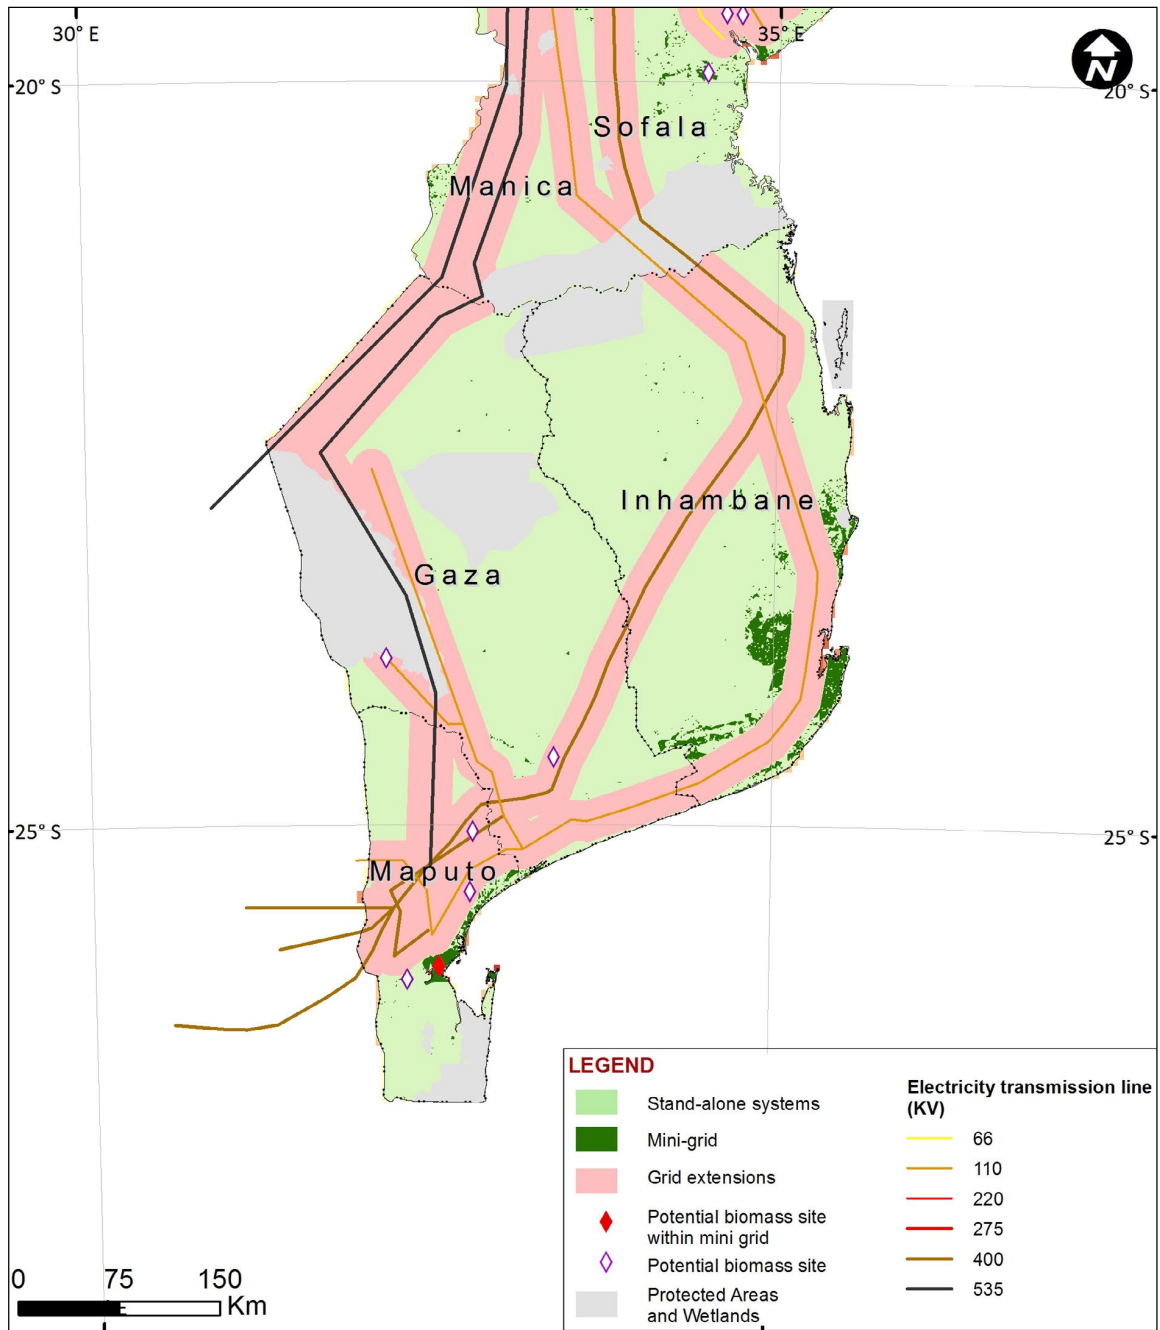 30° E
35° E
N
20° S
20° S
Sofala
Manica
Inhambane
Gaza
25° S
25° S
Maputo
LEGEND
Stand-alone systems
Mini-grid
Grid extensions
Potential biomass site
within mini grid
Potential biomass site
Protected Areas
and Wetlands
Electricity transmission line
(KV)
66
110
220
275
400
535
0 75 150
Km